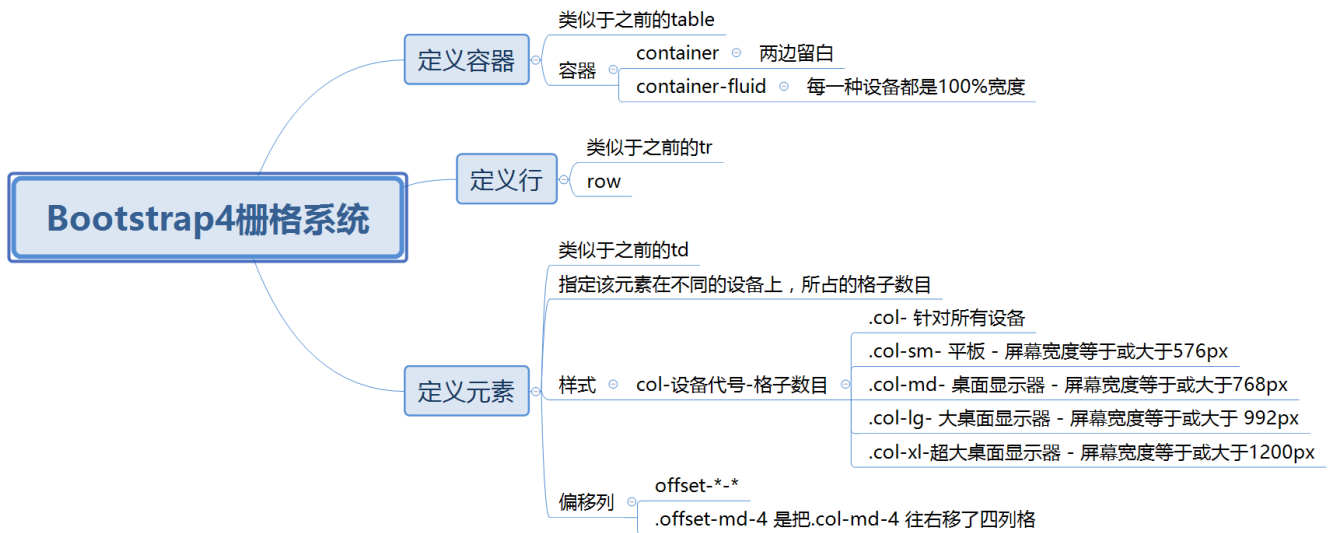 Bootstrap4栅格系统
定义容器
类似于之前的table
容器
container
两边留白
container-fluid
每一种设备都是100%宽度
定义行
类似于之前的tr
row
定义元素
类似于之前的td
指定该元素在不同的设备上，所占的格子数目
样式
col-设备代号-格子数目
.col- 针对所有设备
.col-sm- 平板 - 屏幕宽度等于或大于576px
.col-md- 桌面显示器 - 屏幕宽度等于或大于768px
.col-lg- 大桌面显示器 - 屏幕宽度等于或大于 992px
.col-xl-超大桌面显示器 - 屏幕宽度等于或大于1200px
偏移列
offset-*-*
.offset-md-4 是把.col-md-4 往右移了四列格